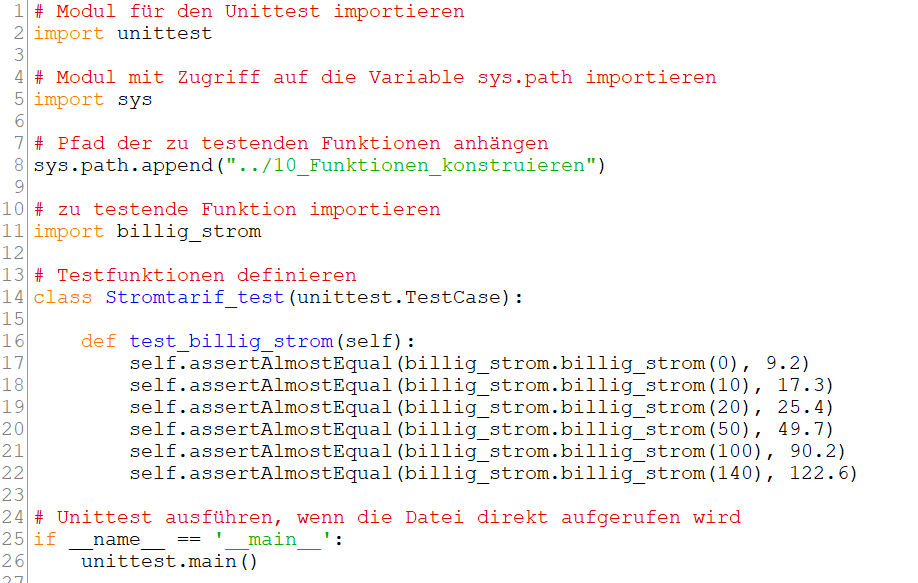 1 # Modul für den Unittest importieren
2 import unittest
3
4 # Modul mit Zugriff auf die Variable sys.path importieren
5 import sys
6
7 # Pfad der zu testenden Funktionen anhängen
8 sys.path.append("../10_Funktionen_konstruieren")
9
10 # zu testende Funktion importieren
11 import billig_strom
12
13 # Testfunktionen definieren
14 class Stromtarif_test(unittest.TestCase):
15
16     def test_billig_strom(self):
17         self.assertAlmostEqual(billig_strom.billig_strom(0), 9.2)
18         self.assertAlmostEqual(billig_strom.billig_strom(10), 17.3)
19         self.assertAlmostEqual(billig_strom.billig_strom(20), 25.4)
20         self.assertAlmostEqual(billig_strom.billig_strom(50), 49.7)
21         self.assertAlmostEqual(billig_strom.billig_strom(100), 90.2)
22         self.assertAlmostEqual(billig_strom.billig_strom(140), 122.6)
23
24 # Unittest ausführen, wenn die Datei direkt aufgerufen wird
25 if __name__ == '__main__':
26     unittest.main()
27